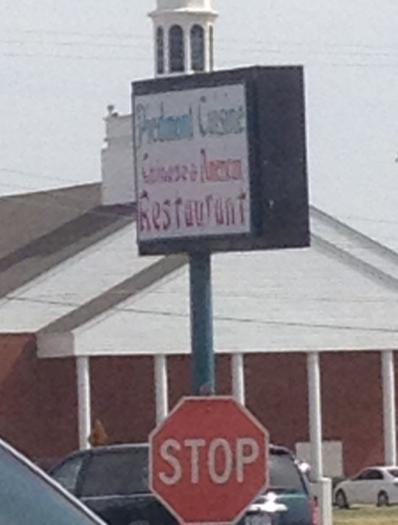 Piedmont Cuisine
Chinese & American
Restaurant
STOP